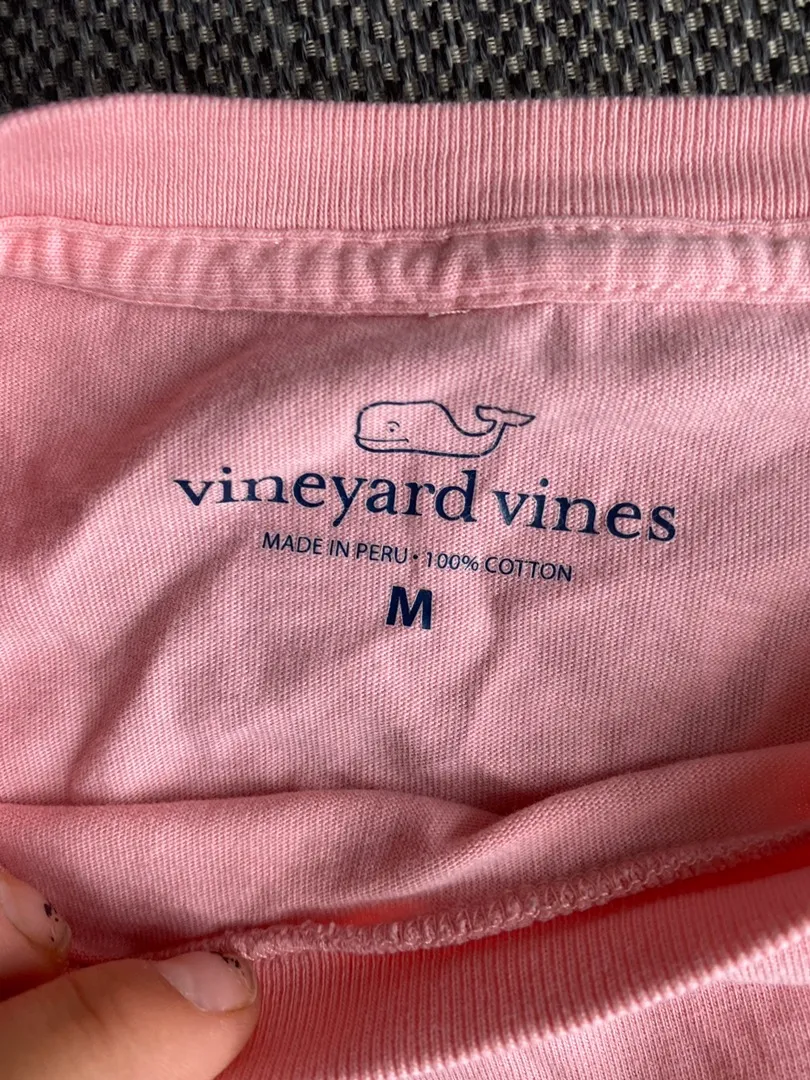 vineyard vines
MADE IN PERU • 100% COTTON
M